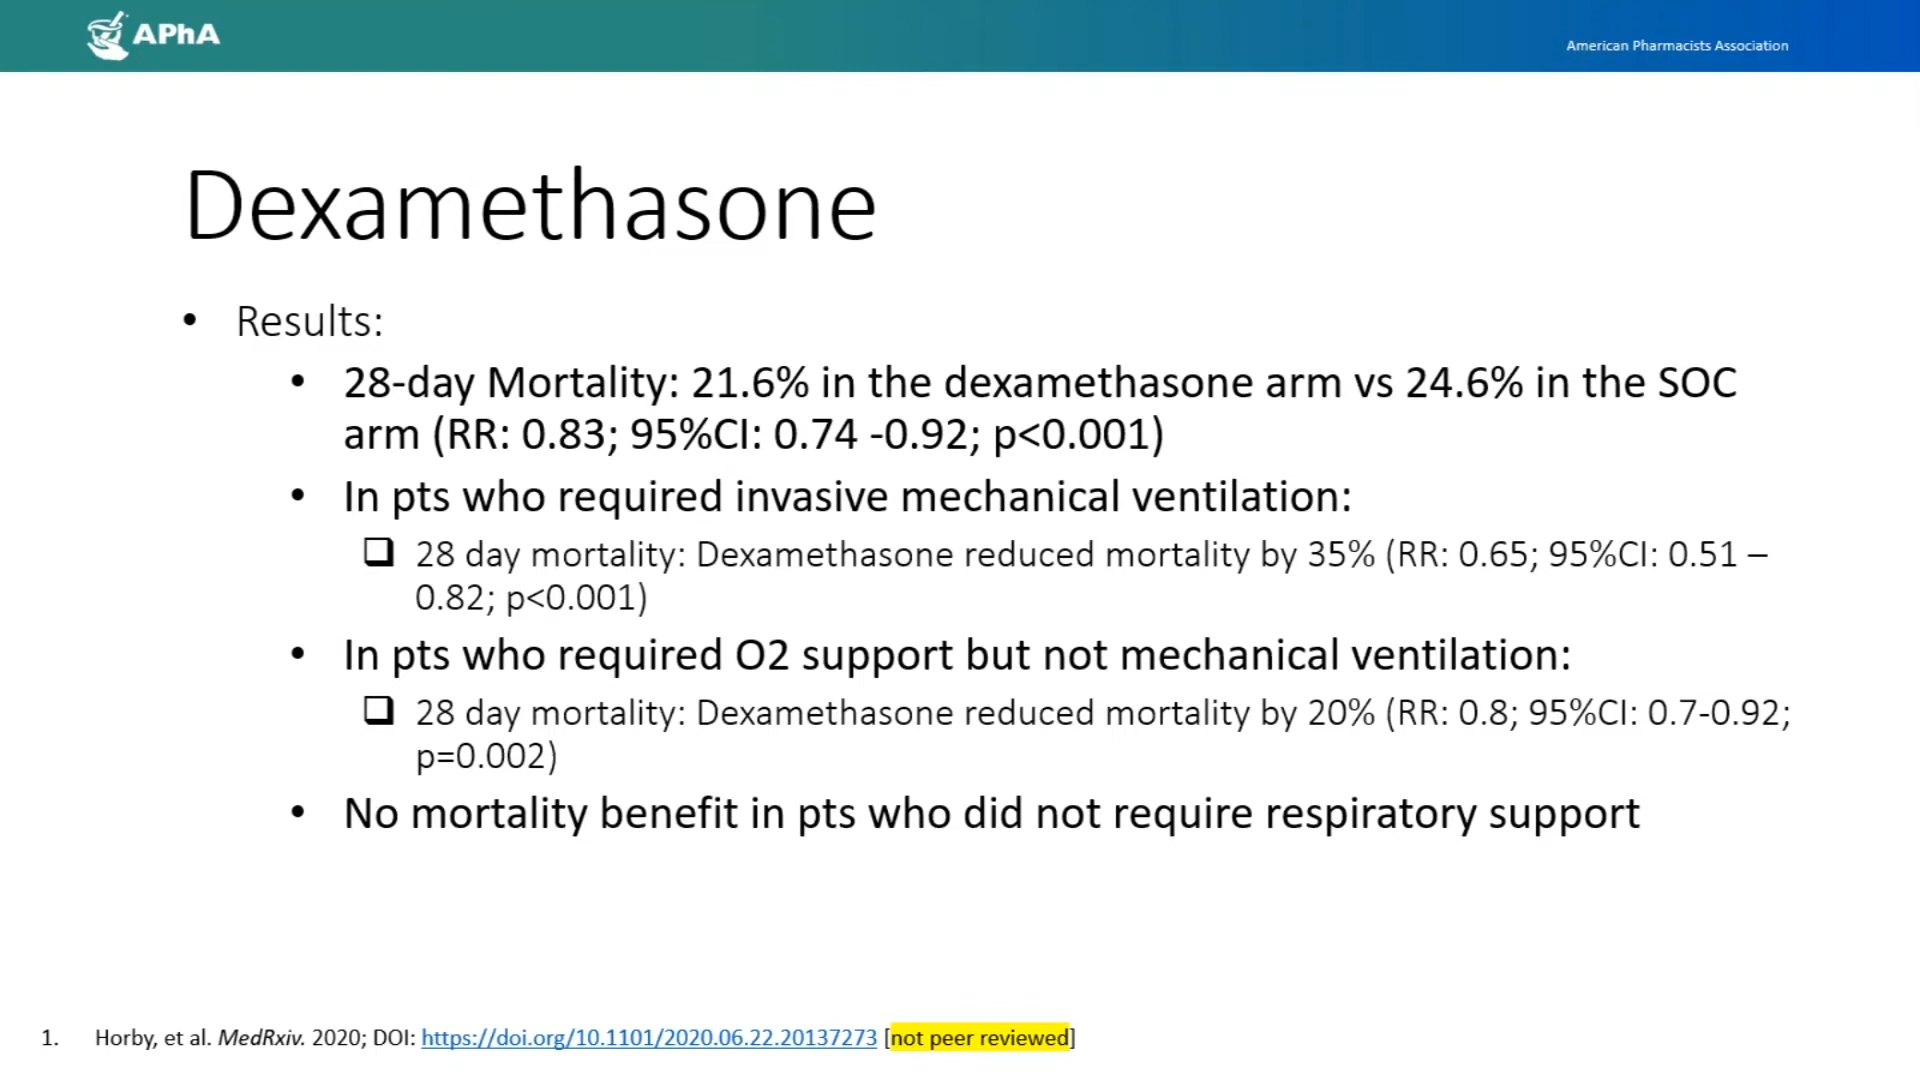 APhA
American Pharmacists Association
Dexamethasone
• Results:
• 28-day Mortality: 21.6% in the dexamethasone arm vs 24.6% in the SOC
arm (RR: 0.83; 95%CI: 0.74 -0.92; p<0.001)
• In pts who required invasive mechanical ventilation:
❑ 28 day mortality: Dexamethasone reduced mortality by 35% (RR: 0.65; 95%CI: 0.51 –
0.82; p<0.001)
• In pts who required O2 support but not mechanical ventilation:
❑ 28 day mortality: Dexamethasone reduced mortality by 20% (RR: 0.8; 95%CI: 0.7-0.92;
p=0.002)
• No mortality benefit in pts who did not require respiratory support
1. Horby, et al. MedRxiv. 2020; DOI: https://doi.org/10.1101/2020.06.22.20137273 [not peer reviewed]